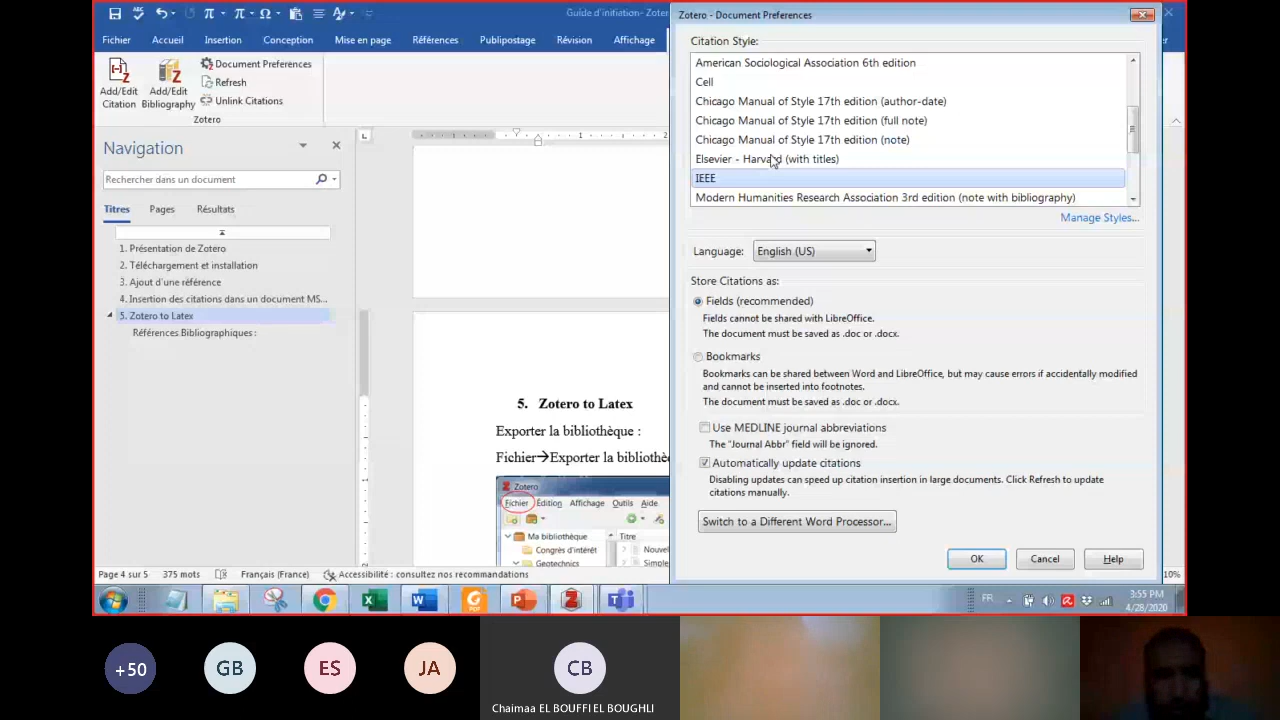 Guide d'initiation- Zoter
Fichier Accueil Insertion Conception Mise en page Références Publipostage Révision Affichage
Add/Edit Citation
Add/Edit Bibliography
Document Preferences
Refresh
Unlink Citations
Zotero
Navigation
Rechercher dans un document
Titres Pages Résultats
1. Présentation de Zotero
2. Téléchargement et installation
3. Ajout d'une référence
4. Insertion des citations dans un document MS...
5. Zotero to Latex
Références Bibliographiques :
1 2
5. Zotero to Latex
Exporter la bibliothèque :
Fichier→Exporter la bibliothè
Zotero
Fichier Édition Affichage Outils Aide
Ma bibliothèque
Congrès d'intérêt
Geotechnics
Titre
Nouvel
Simple
Page 4 sur 5 375 mots Français (France) Accessibilité : consultez nos recommandations
10%
Zotero - Document Preferences
Citation Style:
American Sociological Association 6th edition
Cell
Chicago Manual of Style 17th edition (author-date)
Chicago Manual of Style 17th edition (full note)
Chicago Manual of Style 17th edition (note)
Elsevier - Harvard (with titles)
IEEE
Modern Humanities Research Association 3rd edition (note with bibliography)
Manage Styles...
Language: English (US)
Store Citations as:
Fields (recommended)
Fields cannot be shared with LibreOffice.
The document must be saved as .doc or .docx.
Bookmarks
Bookmarks can be shared between Word and LibreOffice, but may cause errors if accidentally modified
and cannot be inserted into footnotes.
The document must be saved as .doc or .docx.
Use MEDLINE journal abbreviations
The "Journal Abbr" field will be ignored.
Automatically update citations
Disabling updates can speed up citation insertion in large documents. Click Refresh to update
citations manually.
Switch to a Different Word Processor...
OK Cancel Help
FR
3:55 PM
4/28/2020
+50 GB ES JA CB
Chaimaa EL BOUFFI EL BOUGHLI